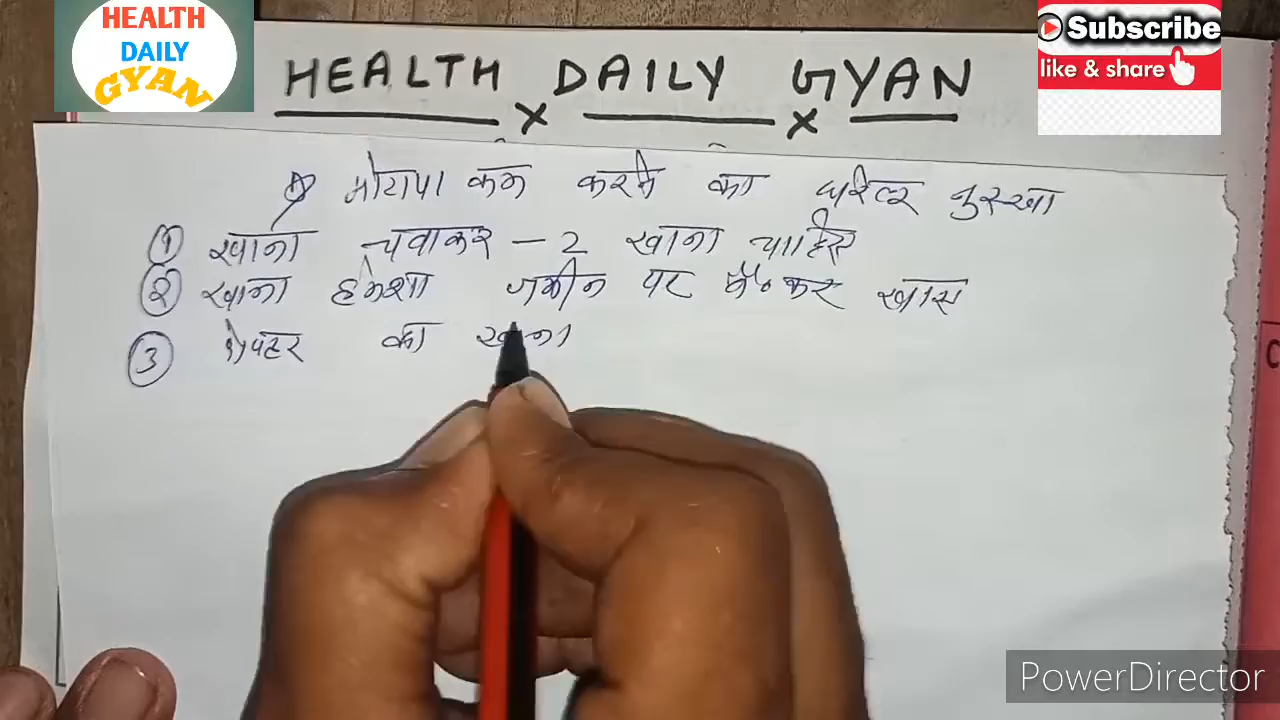 HEALTH
DAILY
GYAN
Subscribe
like & share
HEALTH DAILY GYAN
मोटापा कम करने का घरेलू नुस्खा
① खाना चबाकर - 2 खाना चाहिए
② खाना हमेशा जमीन पर बैठकर खाए
③ का खाना
PowerDirector